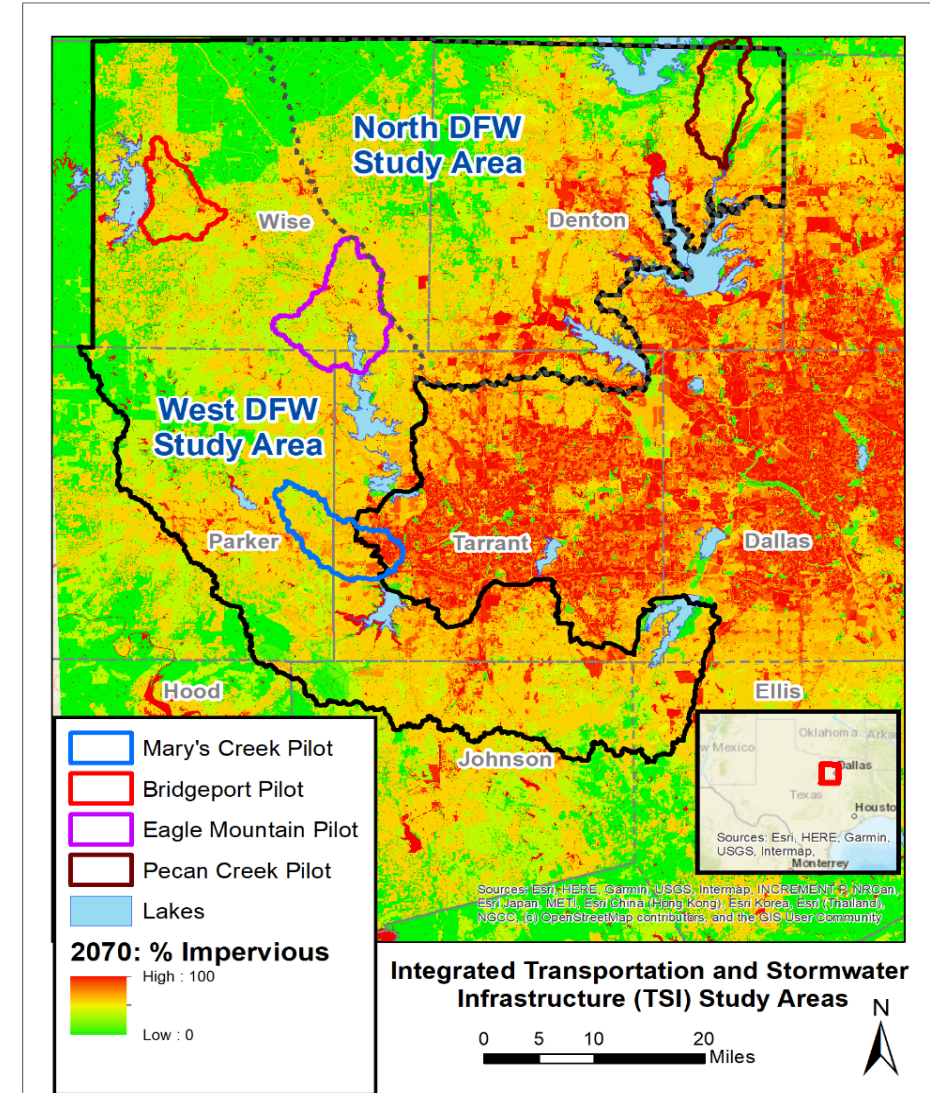 North DFW
Study Area
Wise
Denton
West DFW
Study Area
Parker
Tarrant
Dallas
Hood
Ellis
Johnson
Mary's Creek Pilot
Bridgeport Pilot
Eagle Mountain Pilot
Pecan Creek Pilot
Lakes
2070: % Impervious
High : 100
Low : 0
Oklahoma
Arka
w Mexico
Dallas
Texas
Housto
Sources: Esri, HERE, Garmin,
USGS, Intermap,
Monterrey
Sources: Esri, HERE, Garmin, USGS, Intermap, INCREMENT P, NRCan,
Esri Japan, METI, Esri China (Hong Kong), Esri Korea, Esri (Thailand),
NGCC, (c) OpenStreetMap contributors, and the GIS User Community
Integrated Transportation and Stormwater
Infrastructure (TSI) Study Areas
N
0 5 10 20
Miles